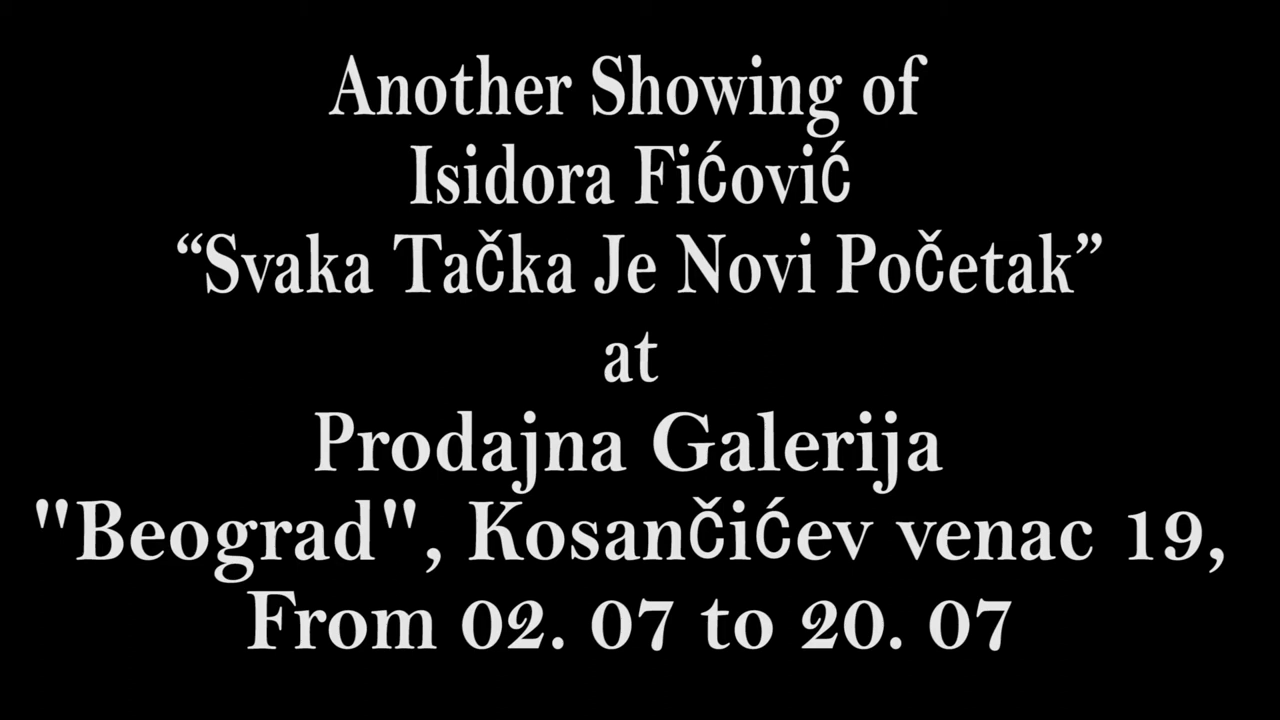 Another Showing of
Isidora Fićović
“Svaka Tačka Je Novi Početak”
at
Prodajna Galerija
"Beograd", Kosančićev venac 19,
From 02. 07 to 20. 07